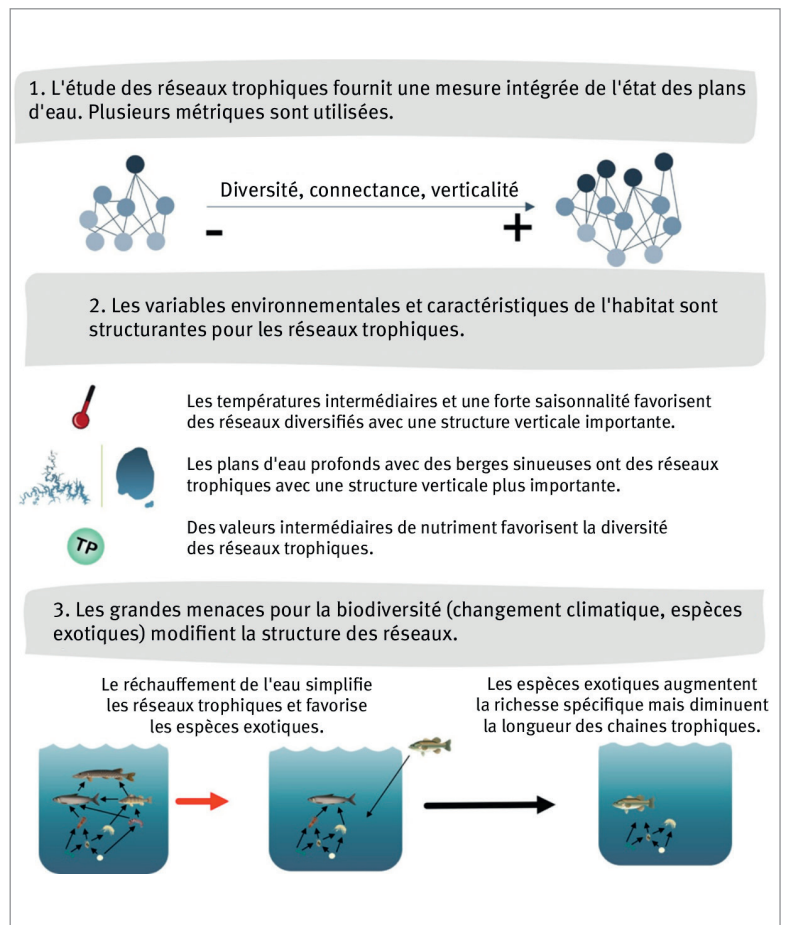 1. L'étude des réseaux trophiques fournit une mesure intégrée de l'état des plans
d'eau. Plusieurs métriques sont utilisées.
Diversité, connectance, verticalité
- +
2. Les variables environnementales et caractéristiques de l'habitat sont
structurantes pour les réseaux trophiques.
Les températures intermédiaires et une forte saisonnalité favorisent
des réseaux diversifiés avec une structure verticale importante.
Les plans d'eau profonds avec des berges sinueuses ont des réseaux
trophiques avec une structure verticale plus importante.
TP
Des valeurs intermédiaires de nutriment favorisent la diversité
des réseaux trophiques.
3. Les grandes menaces pour la biodiversité (changement climatique, espèces
exotiques) modifient la structure des réseaux.
Le réchauffement de l'eau simplifie
les réseaux trophiques et favorise
les espèces exotiques.
Les espèces exotiques augmentent
la richesse spécifique mais diminuent
la longueur des chaines trophiques.